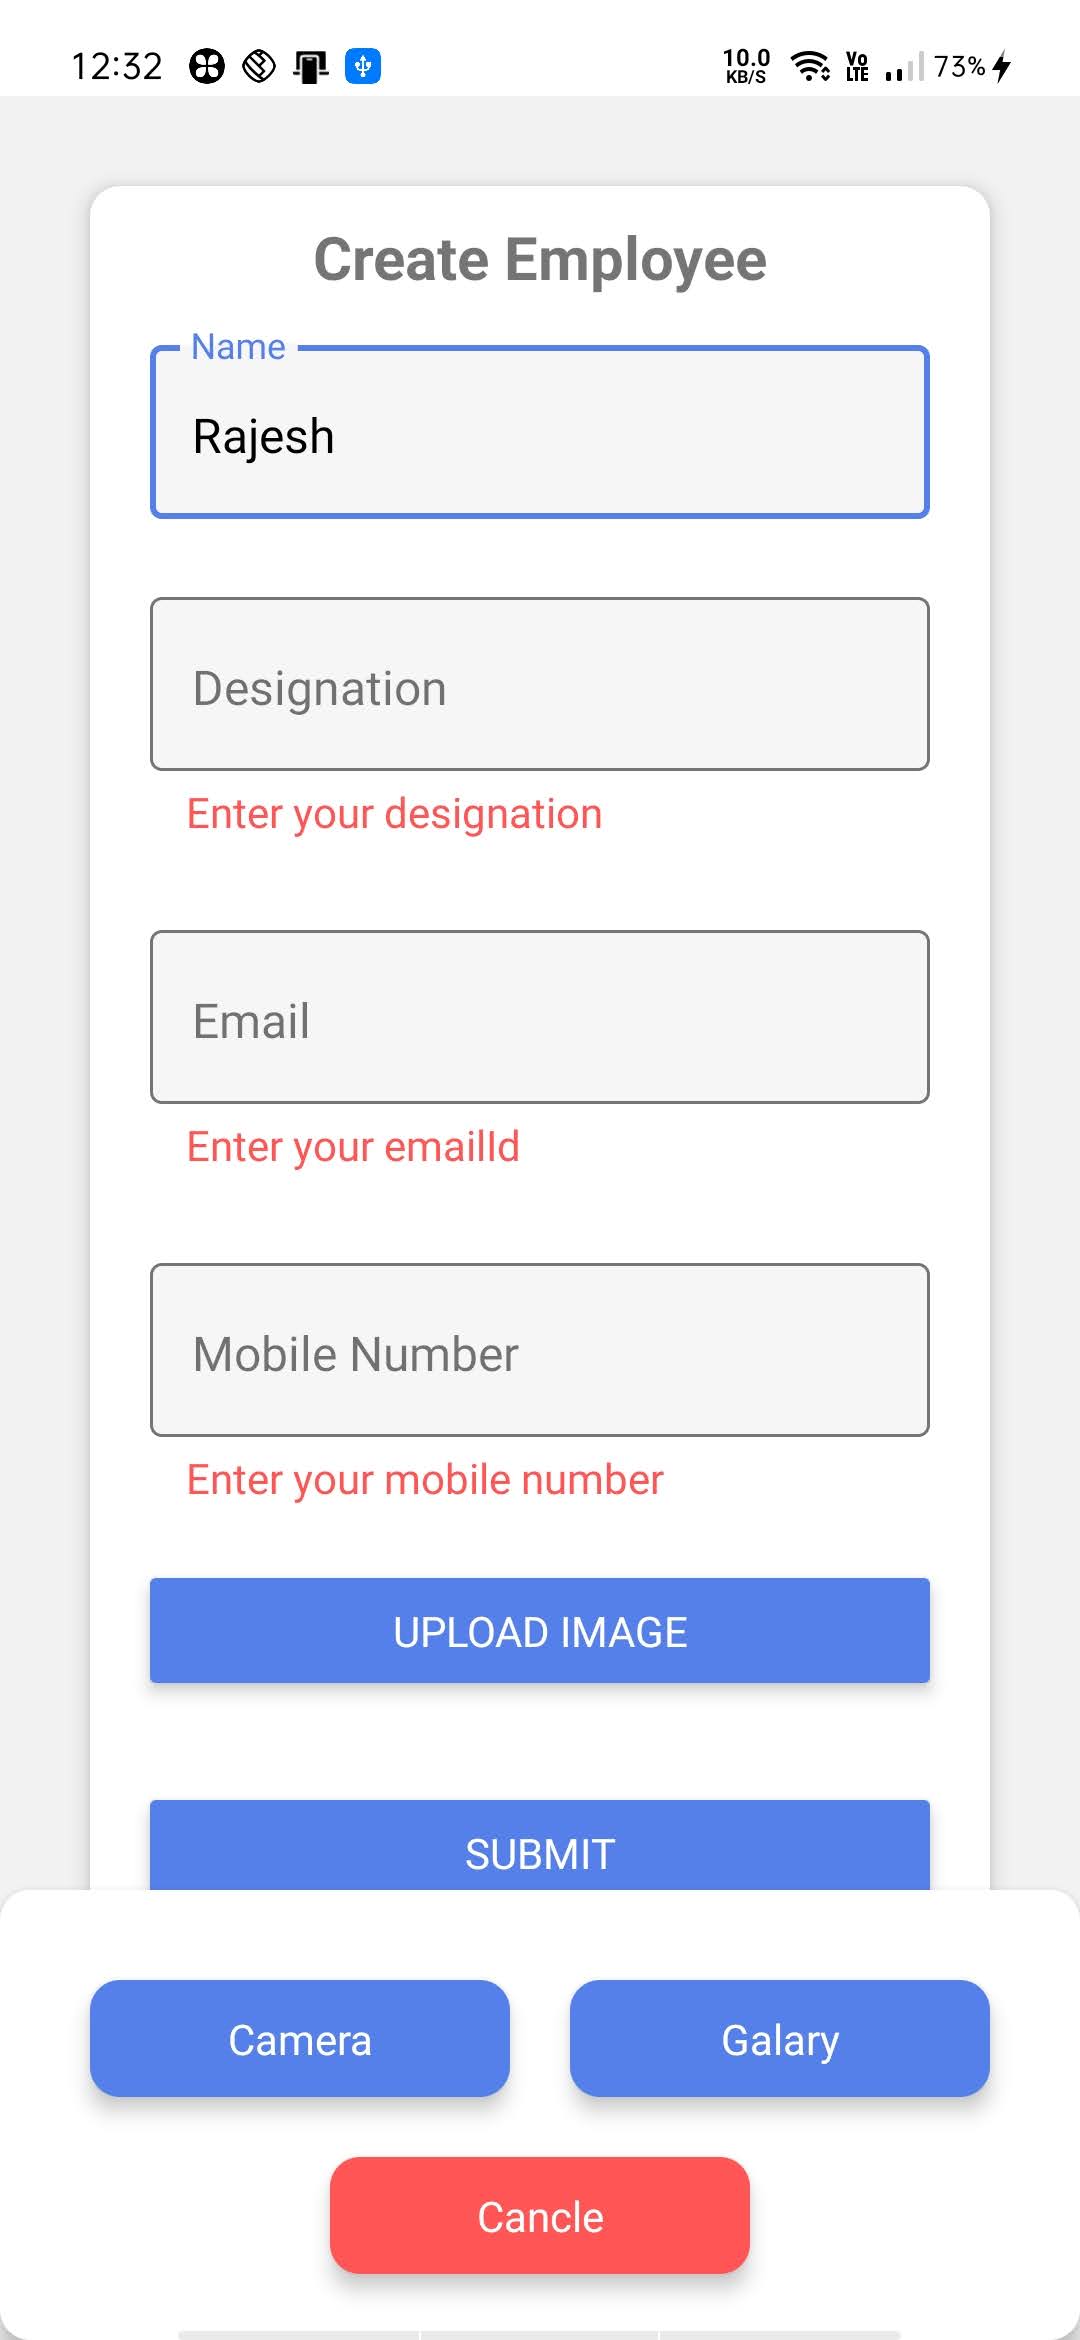 12:32 10.0 KB/S Vo LTE 73%
Create Employee
Name
Rajesh
Designation
Enter your designation
Email
Enter your emailId
Mobile Number
Enter your mobile number
UPLOAD IMAGE
SUBMIT
Camera Galary
Cancle